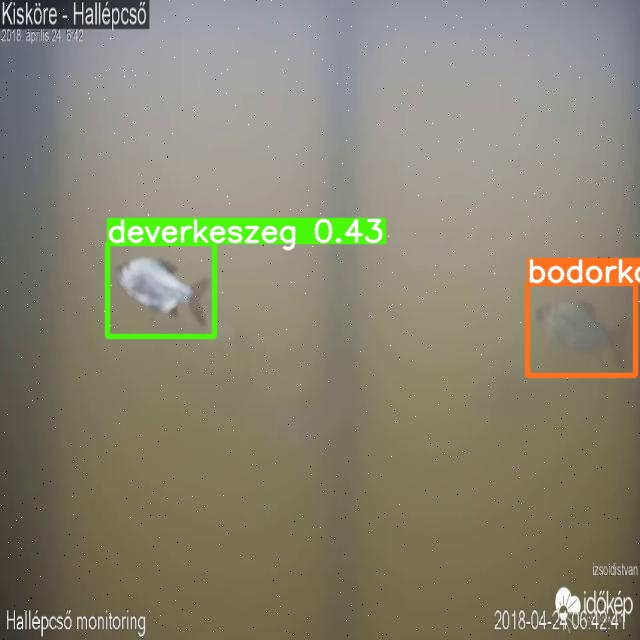 Kisköre - Hallépcső
2018. április 24. 6:42
deverkeszeg 0.43
bodorka
izsoidistvan
időkép
Hallépcső monitoring
2018-04-24 06:42:41